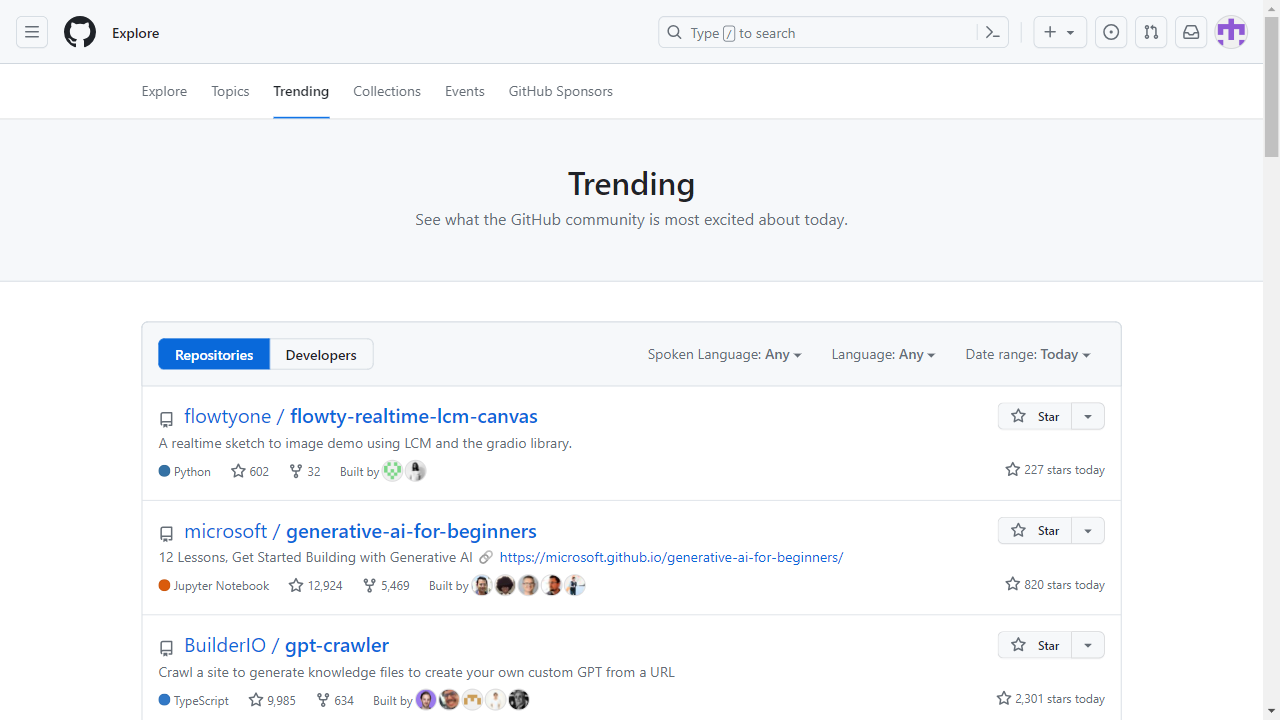 Explore
Type / to search
Explore Topics Trending Collections Events GitHub Sponsors
Trending
See what the GitHub community is most excited about today.
Repositories Developers Spoken Language: Any Language: Any Date range: Today
flowtyone / flowty-realtime-lcm-canvas Star
A realtime sketch to image demo using LCM and the gradio library.
Python 602 32 Built by 227 stars today
microsoft / generative-ai-for-beginners Star
12 Lessons, Get Started Building with Generative AI 🔗 https://microsoft.github.io/generative-ai-for-beginners/
Jupyter Notebook 12,924 5,469 Built by 820 stars today
BuilderIO / gpt-crawler Star
Crawl a site to generate knowledge files to create your own custom GPT from a URL
TypeScript 9,985 634 Built by 2,301 stars today